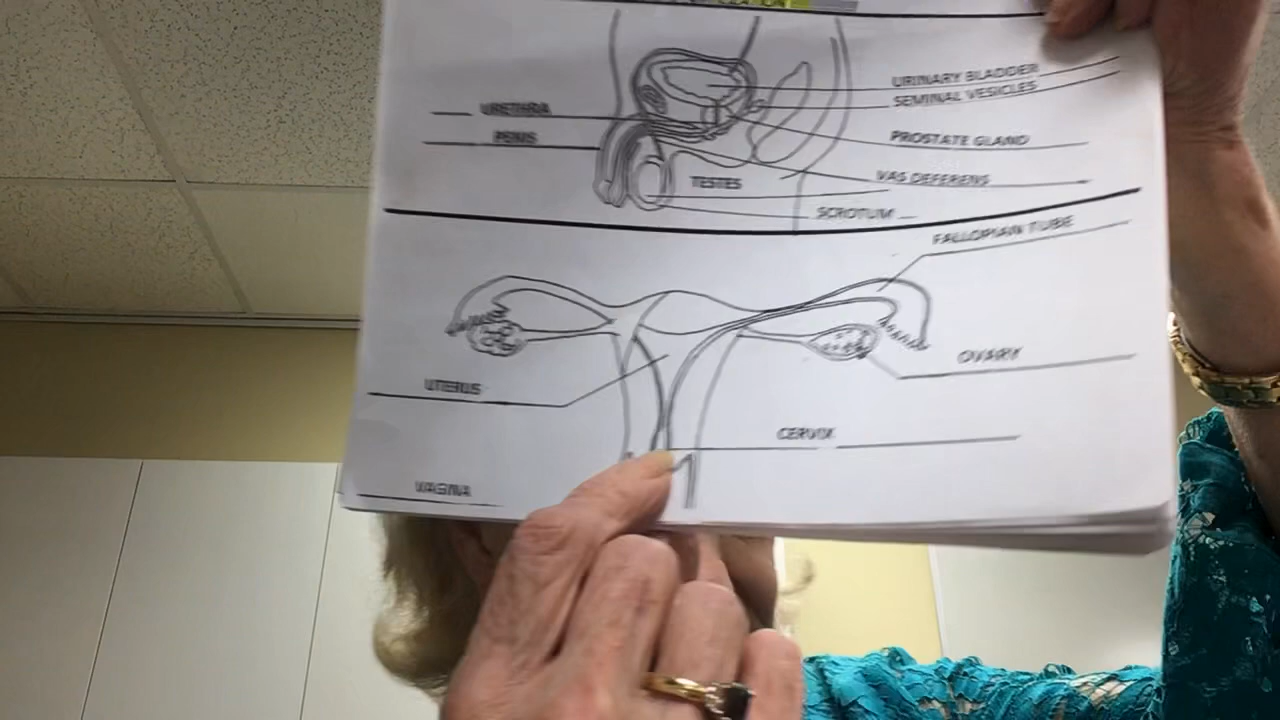 URINARY BLADDER
SEMINAL VESICLES
URETHRA
PENIS
PROSTATE GLAND
VAS DEFERENS
TESTES
SCROTUM
FALLOPIAN TUBE
OVARY
UTERUS
CERVIX
VAGINA